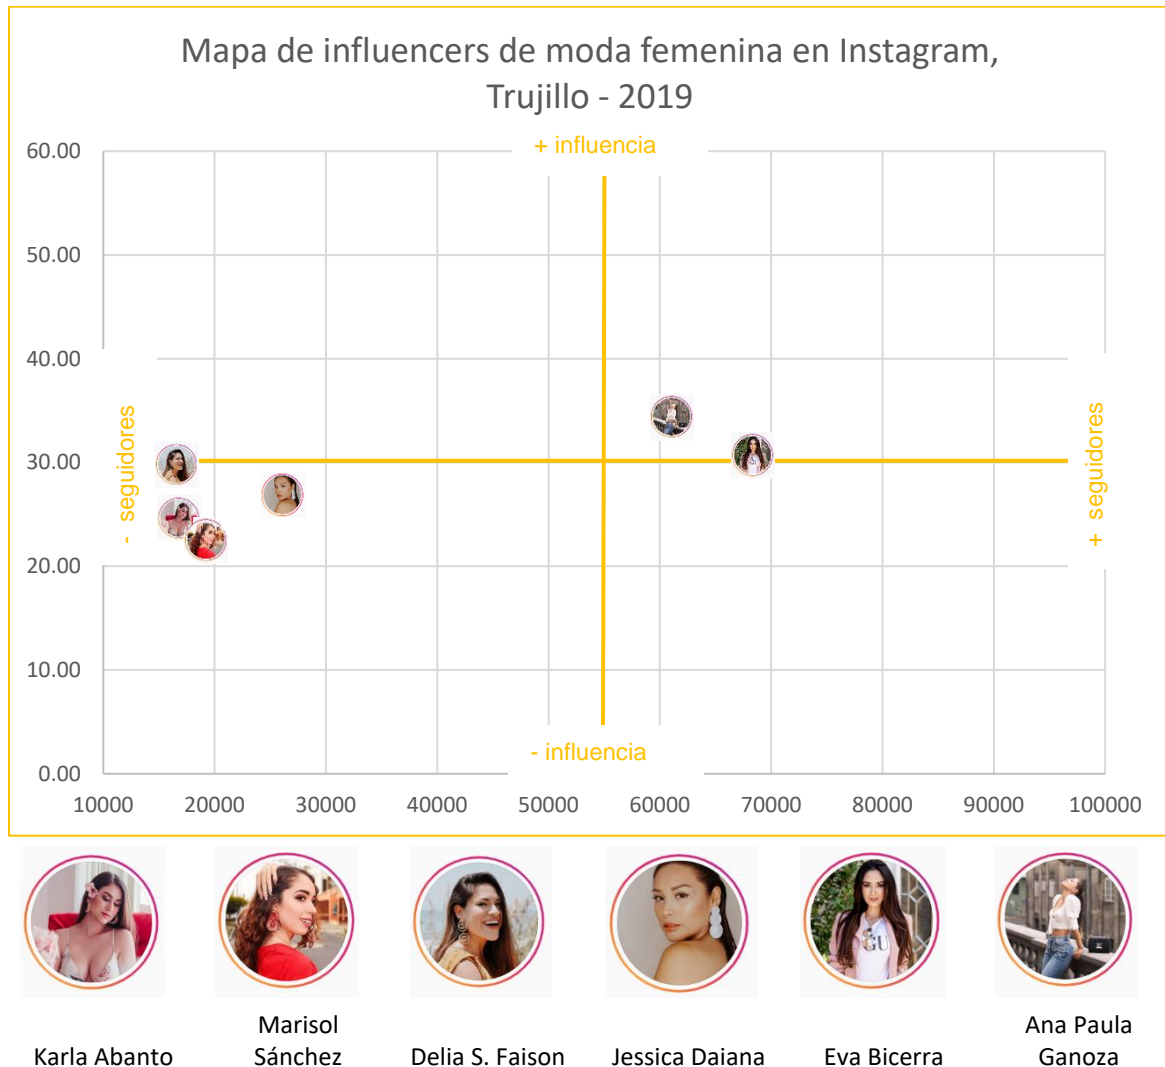 Mapa de influencers de moda femenina en Instagram,
Trujillo - 2019
+ influencia
60.00
50.00
40.00
30.00
20.00
10.00
0.00
- seguidores
+ seguidores
- influencia
10000 20000 30000 40000 50000 60000 70000 80000 90000 100000
GU
Karla Abanto
Marisol
Sánchez
Delia S. Faison
Jessica Daiana
Eva Bicerra
Ana Paula
Ganoza